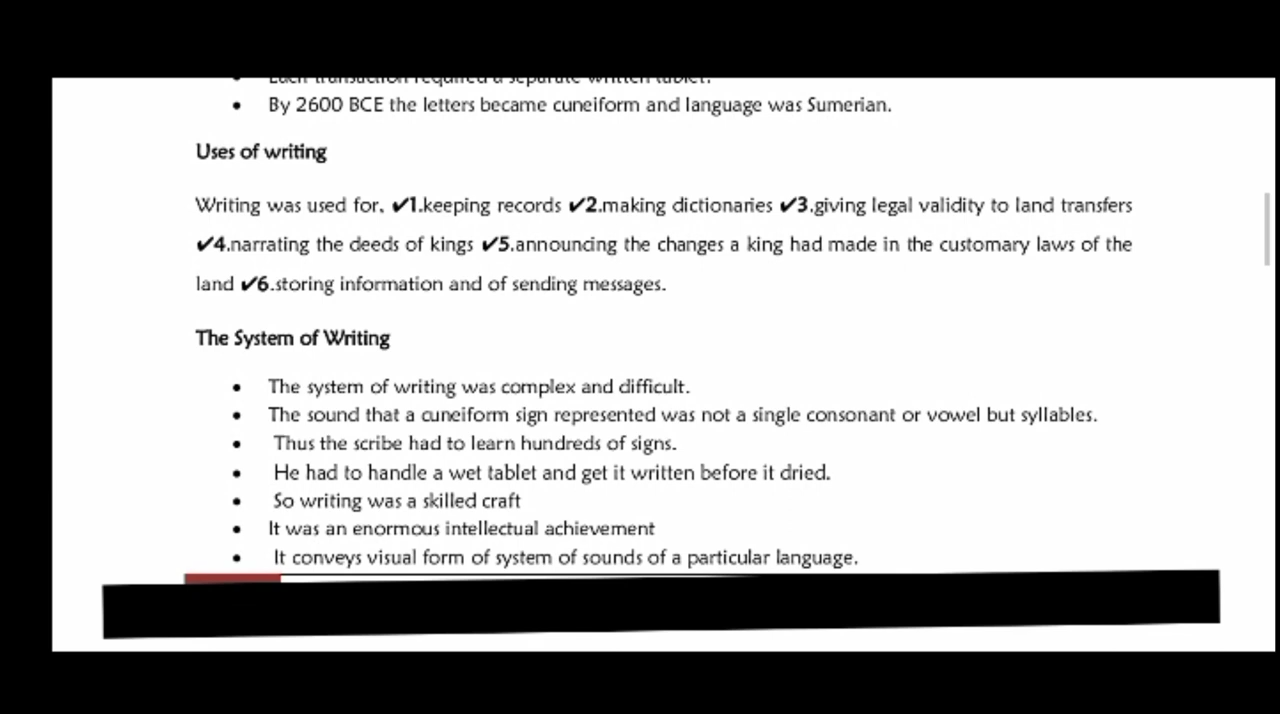 Each transaction required a separate written tablet.
• By 2600 BCE the letters became cuneiform and language was Sumerian.
Uses of writing
Writing was used for, ✔1.keeping records ✔2.making dictionaries ✔3.giving legal validity to land transfers
✔4.narrating the deeds of kings ✔5.announcing the changes a king had made in the customary laws of the
land ✔6.storing information and of sending messages.
The System of Writing
• The system of writing was complex and difficult.
• The sound that a cuneiform sign represented was not a single consonant or vowel but syllables.
• Thus the scribe had to learn hundreds of signs.
• He had to handle a wet tablet and get it written before it dried.
• So writing was a skilled craft
• It was an enormous intellectual achievement
• It conveys visual form of system of sounds of a particular language.